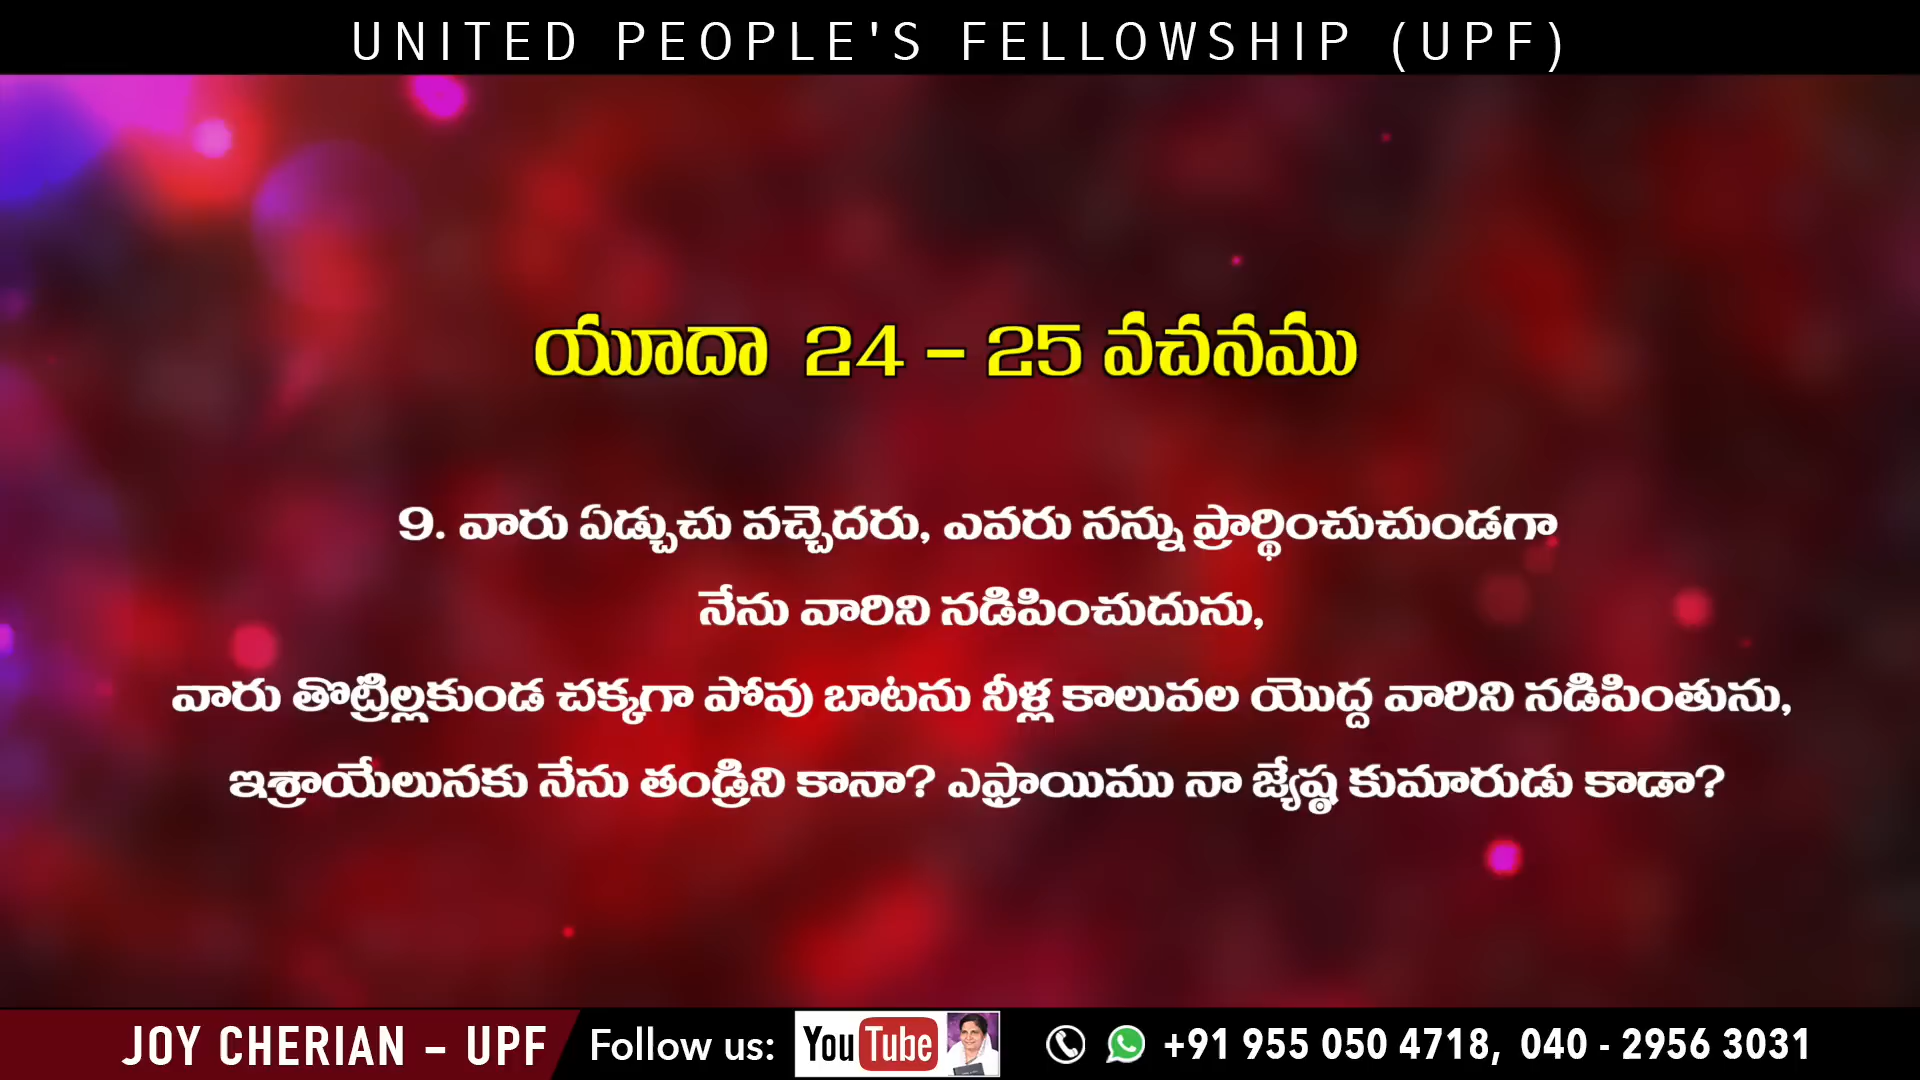 UNITED PEOPLE'S FELLOWSHIP (UPF)
యూదా 24 – 25 వచనము
9. వారు ఏడ్చుచు వచ్చెదరు, ఎవరు నన్ను ప్రార్థించుచుండగా
నేను వారిని నడిపించుదును,
వారు తొట్రిల్లకుండ చక్కగా పోవు బాటను నీళ్ల కాలువల యొద్ద వారిని నడిపింతును,
ఇశ్రాయేలునకు నేను తండ్రిని కానా? ఎఫ్రాయిము నా జ్యేష్ఠ కుమారుడు కాడా?
JOY CHERIAN – UPF Follow us: YouTube +91 955 050 4718, 040 - 2956 3031